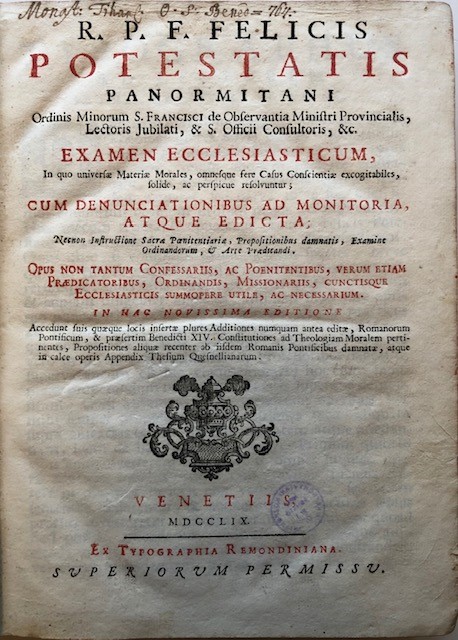 Monast: Tihan: O. S. Bened
R. P. F. FELICIS
POTESTATIS
PANORMITANI
Ordinis Minorum S. FRANCISCI de Observantia Ministri Provincialis,
Lectoris Jubilati, & S. Officii Consultoris, &c.
EXAMEN ECCLESIASTICUM,
In quo universæ Materiæ Morales, omnesque fere Casus Conscientiæ excogitabiles,
solide, ac perspicue resolvuntur;
CUM DENUNCIATIONIBUS AD MONITORIA,
ATQUE EDICTA;
Necnon Instructione Sacræ Pœnitentiariæ, Propositionibus damnatis, Examine
Ordinandorum, & Arte Prædicandi.
OPUS NON TANTUM CONFESSARIIS, AC POENITENTIBUS, VERUM ETIAM
PRÆDICATORIBUS, ORDINANDIS, MISSIONARIIS, CUNCTISQUE
ECCLESIASTICIS SUMMOPERE UTILE, AC NECESSARIUM.
IN HAC NOVISSIMA EDITIONE
Accedunt suis quæque locis insertæ plures Additiones numquam antea editæ, Romanorum
Pontificum, & præsertim Benedicti XIV. Constitutiones ad Theologiam Moralem perti-
nentes, Propositiones aliquæ recenter ab iisdem Romanis Pontificibus damnatæ, atque
in calce operis Appendix Thesium Quesnellianarum.
VENETIIS,
MDCCLIX.
EX TYPOGRAPHIA REMONDINIANA.
SUPERIORUM PERMISSU.